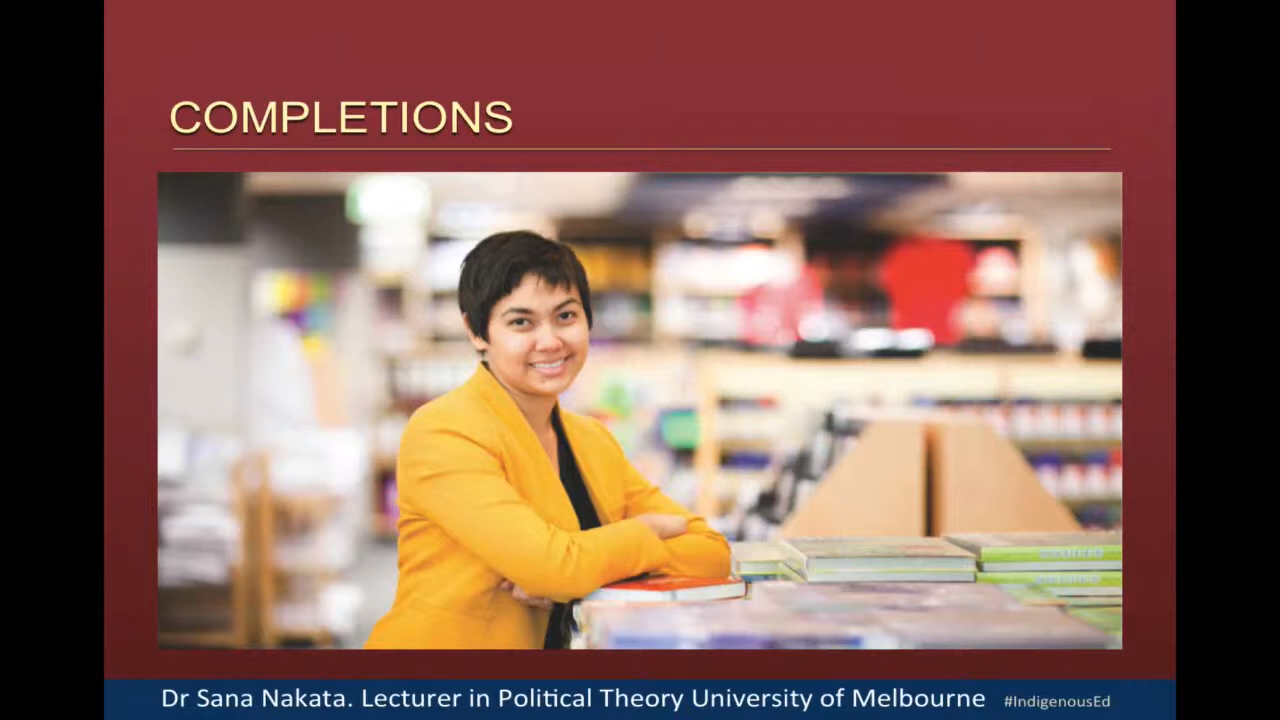 COMPLETIONS
Dr Sana Nakata. Lecturer in Political Theory University of Melbourne #IndigenousEd